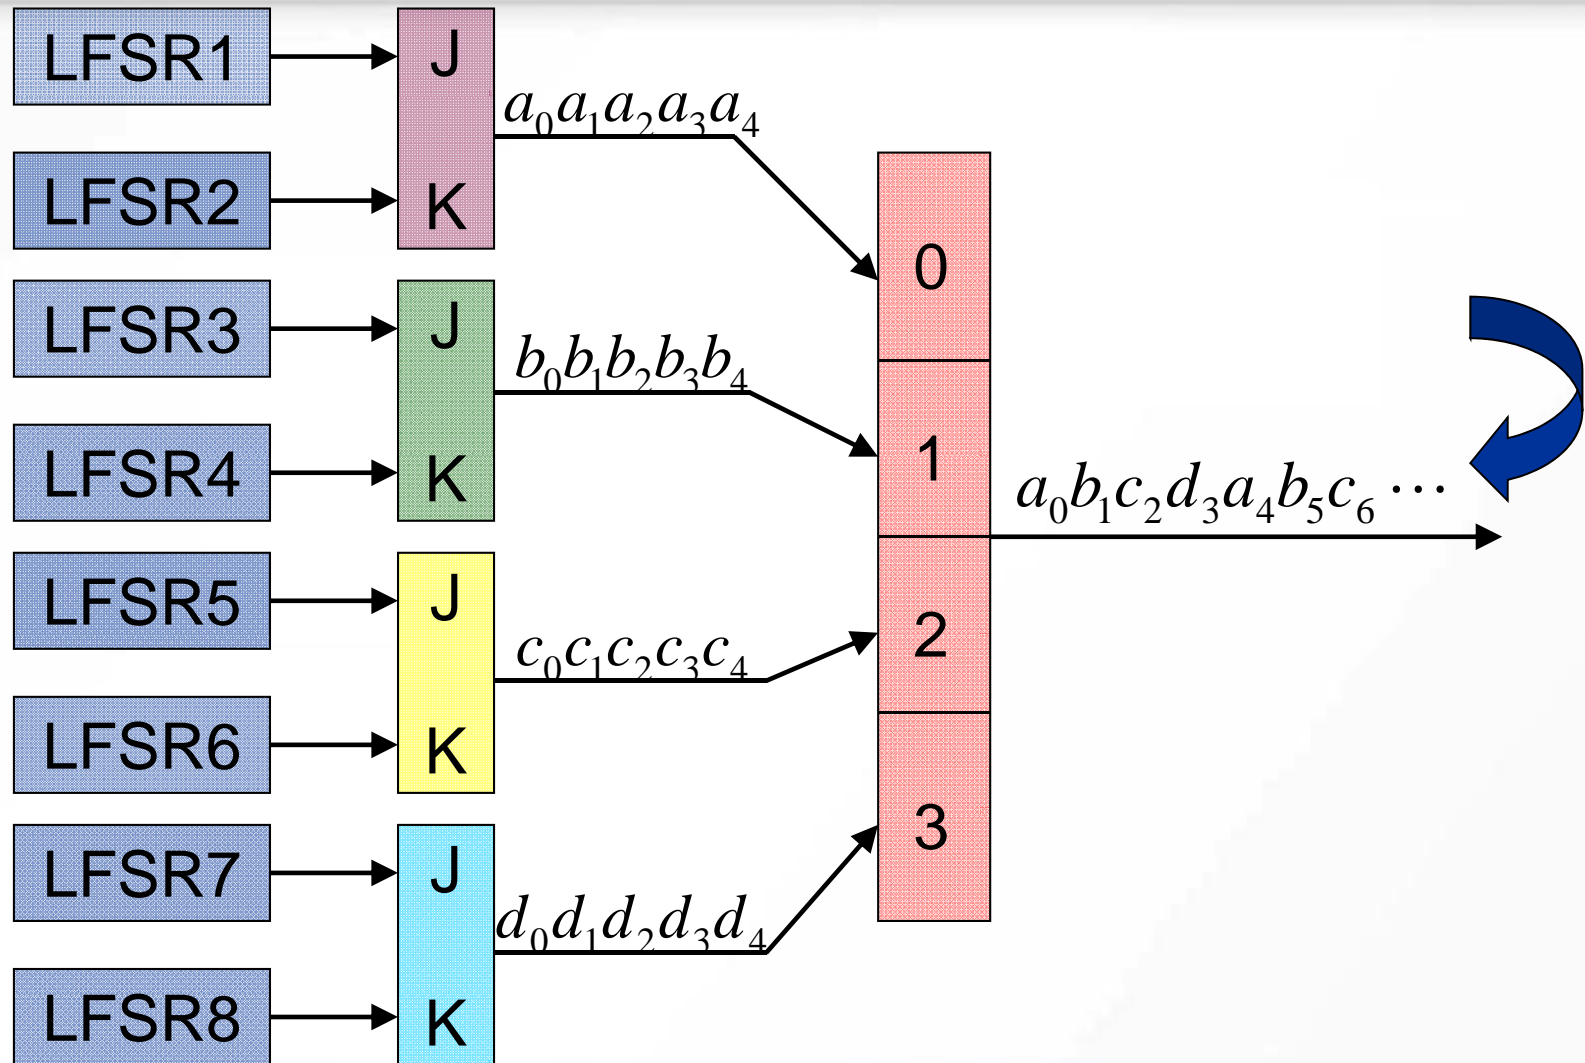 LFSR1
J
a₀a₁a₂a₃a₄
LFSR2
K
0
LFSR3
J
b₀b₁b₂b₃b₄
1
LFSR4
K
a₀b₁c₂d₃a₄b₅c₆ ⋯
LFSR5
J
c₀c₁c₂c₃c₄
2
LFSR6
K
3
LFSR7
J
d₀d₁d₂d₃d₄
LFSR8
K